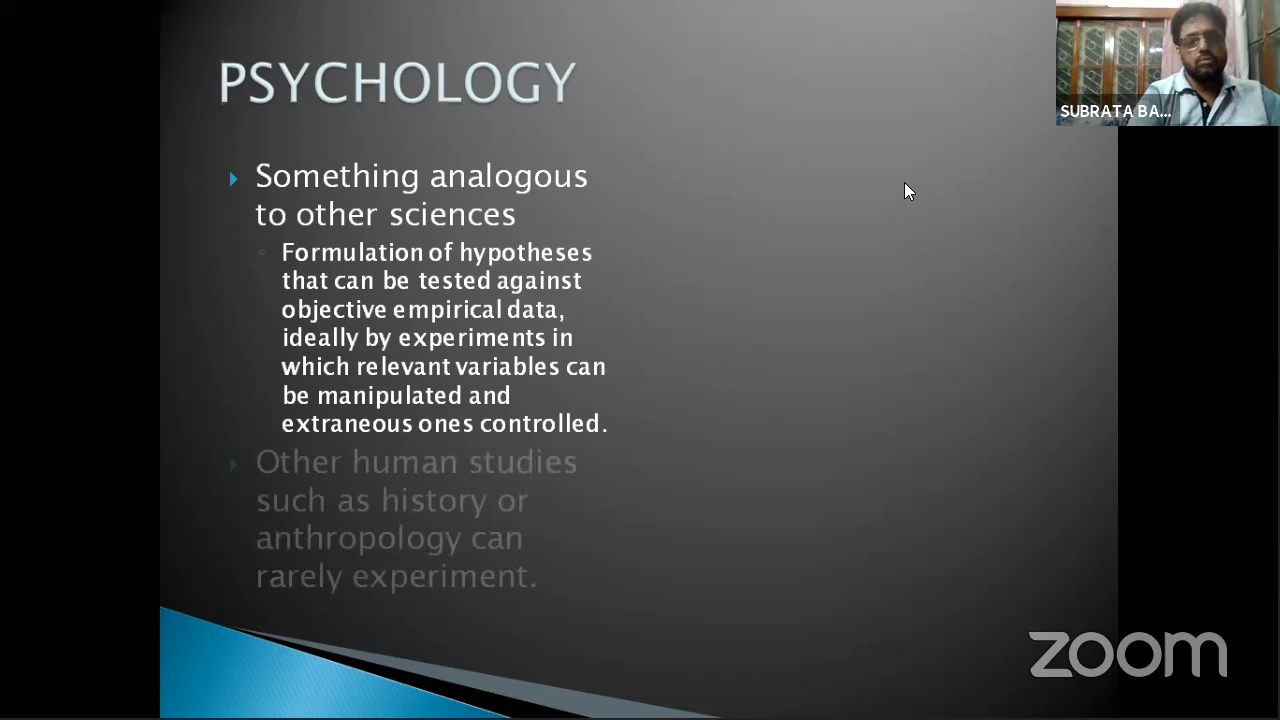 PSYCHOLOGY
Something analogous
to other sciences
Formulation of hypotheses
that can be tested against
objective empirical data,
ideally by experiments in
which relevant variables can
be manipulated and
extraneous ones controlled.
Other human studies
such as history or
anthropology can
rarely experiment.
SUBRATA BA...
zoom